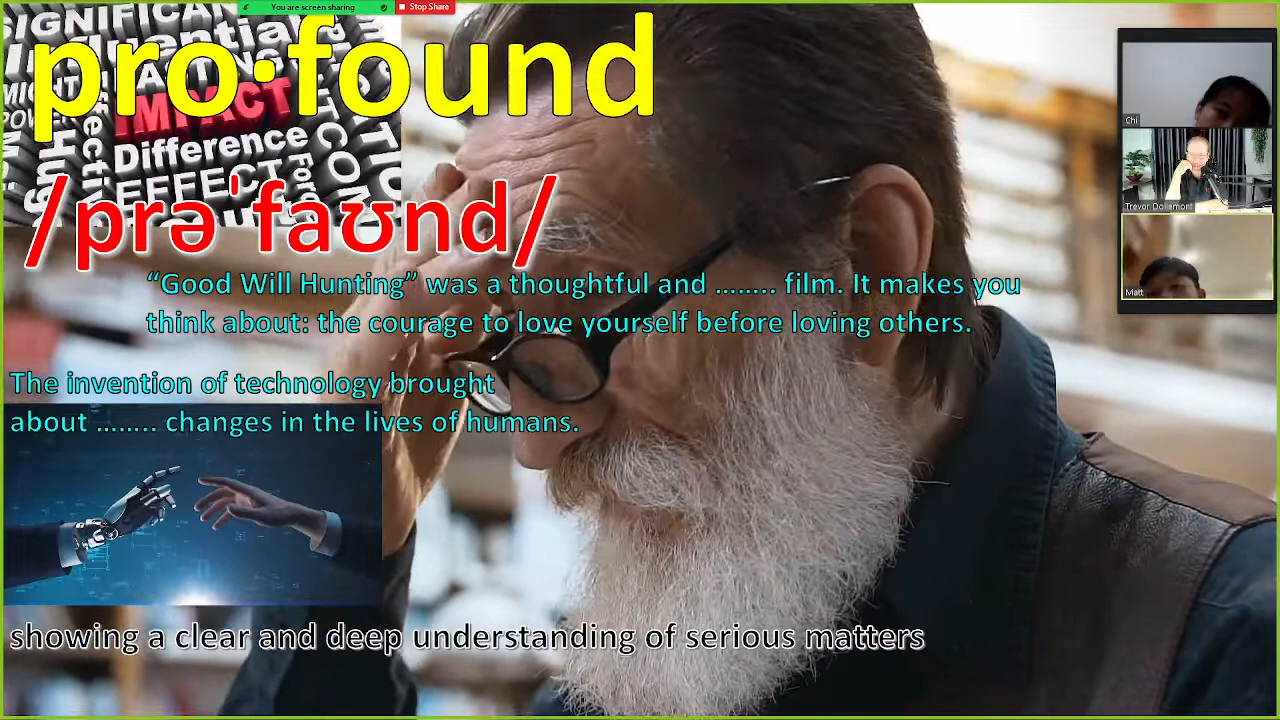 You are screen sharing
Stop Share
SIGNIFICAN
Influential
IMPACT
Difference
EFFECT
pro·found
/prəˈfaʊnd/
“Good Will Hunting” was a thoughtful and ........ film. It makes you
think about: the courage to love yourself before loving others.
The invention of technology brought
about ........ changes in the lives of humans.
showing a clear and deep understanding of serious matters
Chi
Trevor Dollemont
Matt